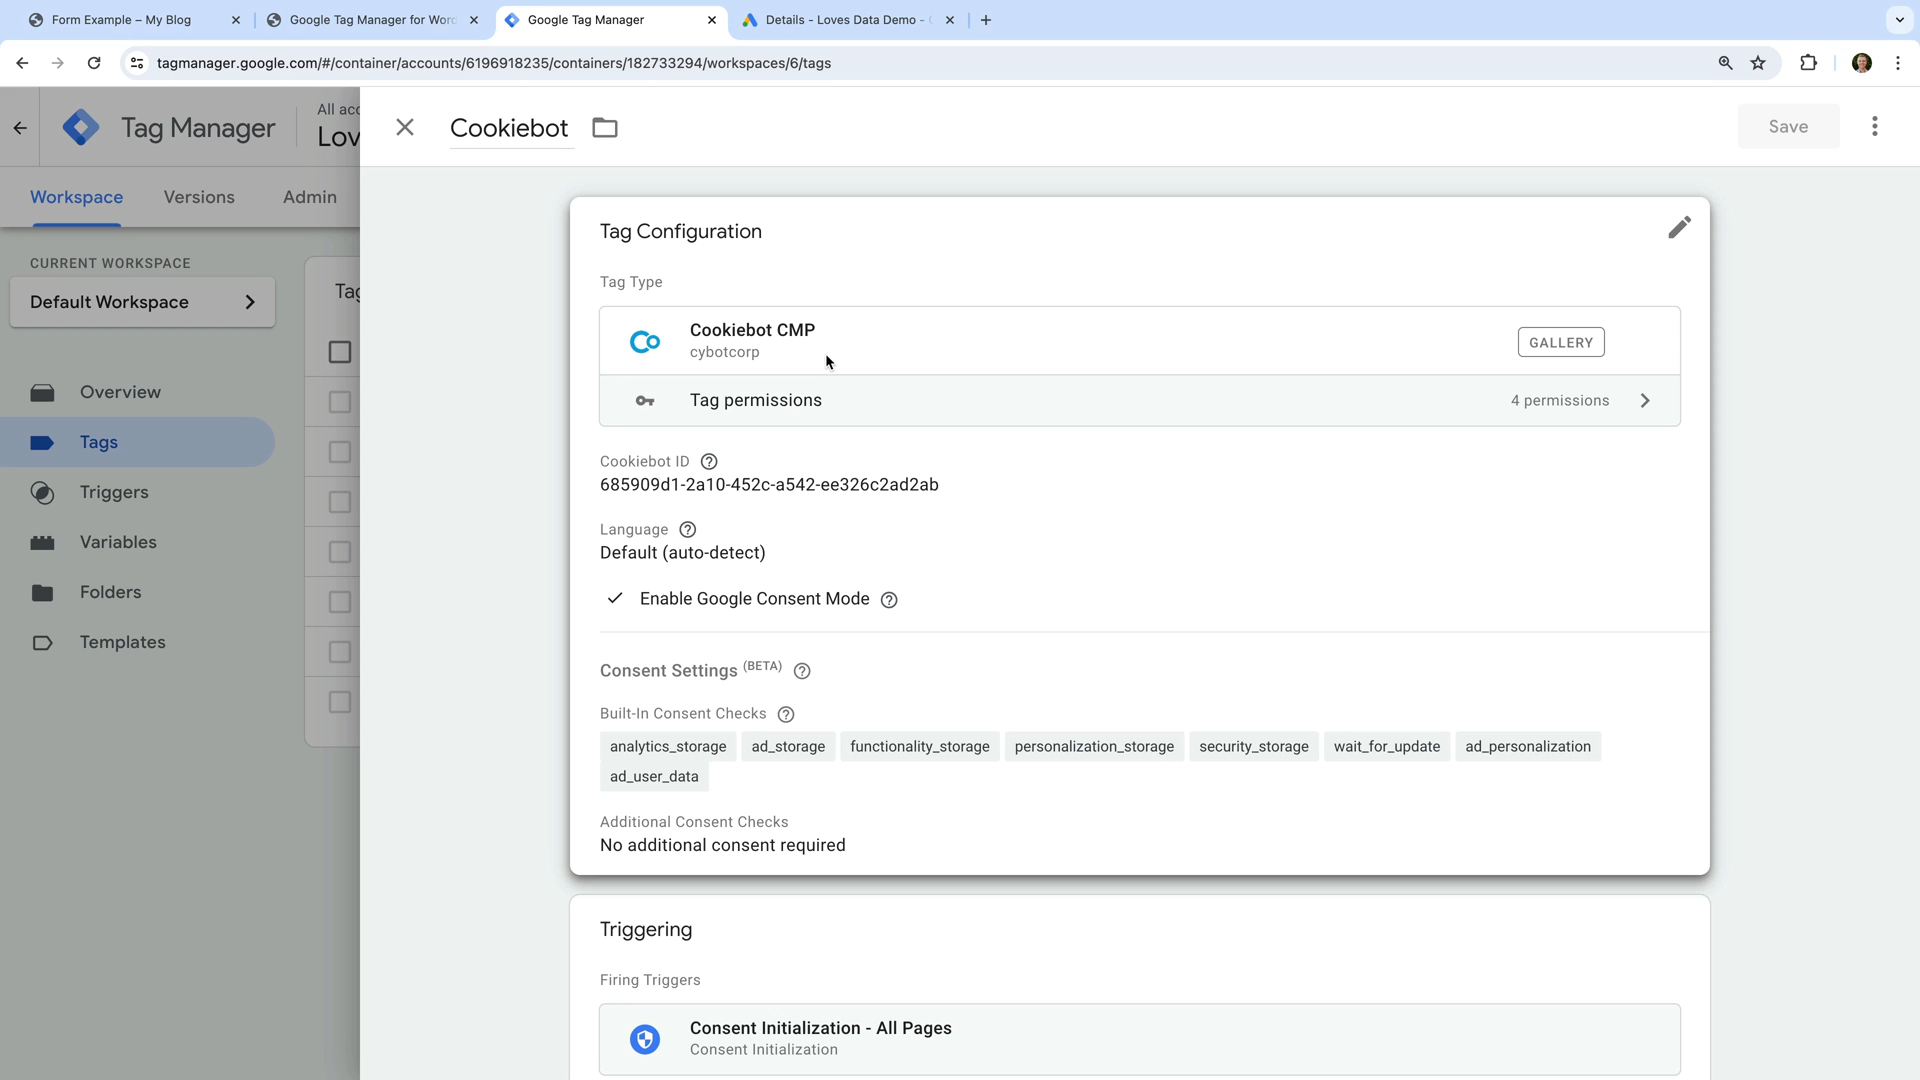 Form Example – My Blog
Google Tag Manager for Wor
Google Tag Manager
Details - Loves Data Demo -
tagmanager.google.com/#/container/accounts/6196918235/containers/182733294/workspaces/6/tags
Tag Manager
All acc
Lov
Cookiebot
Save
Workspace
Versions
Admin
CURRENT WORKSPACE
Default Workspace
Tag
Overview
Tags
Triggers
Variables
Folders
Templates
Tag Configuration
Tag Type
Cookiebot CMP
cybotcorp
GALLERY
Tag permissions
4 permissions
Cookiebot ID
685909d1-2a10-452c-a542-ee326c2ad2ab
Language
Default (auto-detect)
Enable Google Consent Mode
Consent Settings (BETA)
Built-In Consent Checks
analytics_storage ad_storage functionality_storage personalization_storage security_storage wait_for_update ad_personalization
ad_user_data
Additional Consent Checks
No additional consent required
Triggering
Firing Triggers
Consent Initialization - All Pages
Consent Initialization